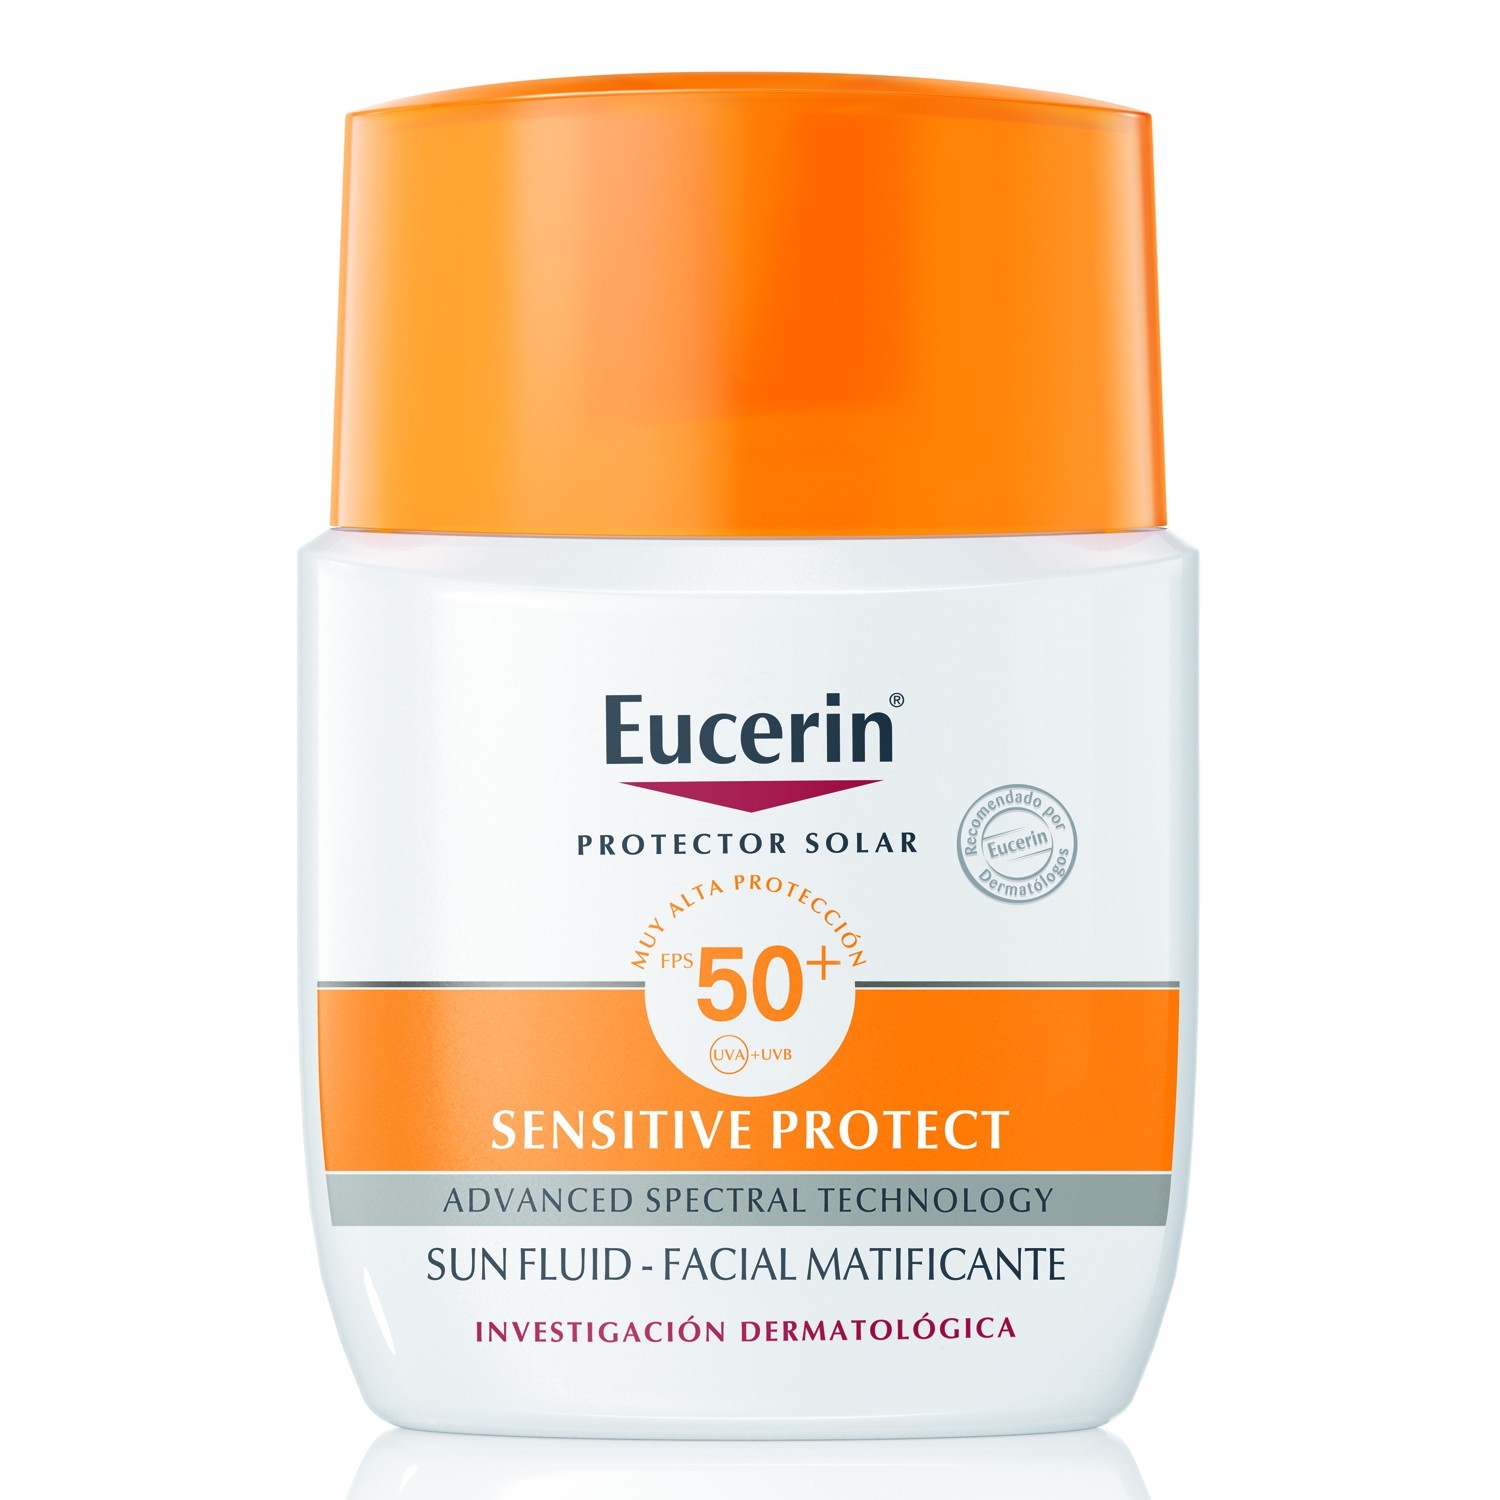 Eucerin®
PROTECTOR SOLAR
Recomendado por
Eucerin
Dermatólogos
MUY ALTA PROTECCIÓN
FPS 50+
UVA+UVB
SENSITIVE PROTECT
ADVANCED SPECTRAL TECHNOLOGY
SUN FLUID - FACIAL MATIFICANTE
INVESTIGACIÓN DERMATOLÓGICA